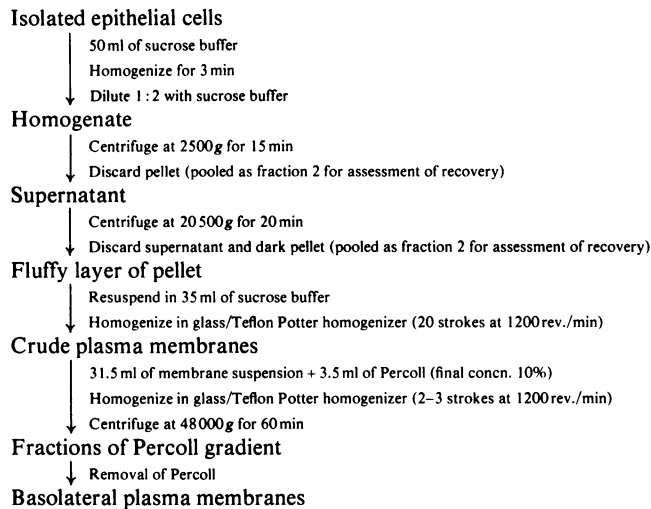 Isolated epithelial cells
50 ml of sucrose buffer
Homogenize for 3 min
Dilute 1 : 2 with sucrose buffer
Homogenate
Centrifuge at 2500g for 15 min
Discard pellet (pooled as fraction 2 for assessment of recovery)
Supernatant
Centrifuge at 20 500g for 20 min
Discard supernatant and dark pellet (pooled as fraction 2 for assessment of recovery)
Fluffy layer of pellet
Resuspend in 35 ml of sucrose buffer
Homogenize in glass/Teflon Potter homogenizer (20 strokes at 1200 rev./min)
Crude plasma membranes
31.5 ml of membrane suspension + 3.5 ml of Percoll (final concn. 10%)
Homogenize in glass/Teflon Potter homogenizer (2–3 strokes at 1200 rev./min)
Centrifuge at 48 000g for 60 min
Fractions of Percoll gradient
Removal of Percoll
Basolateral plasma membranes